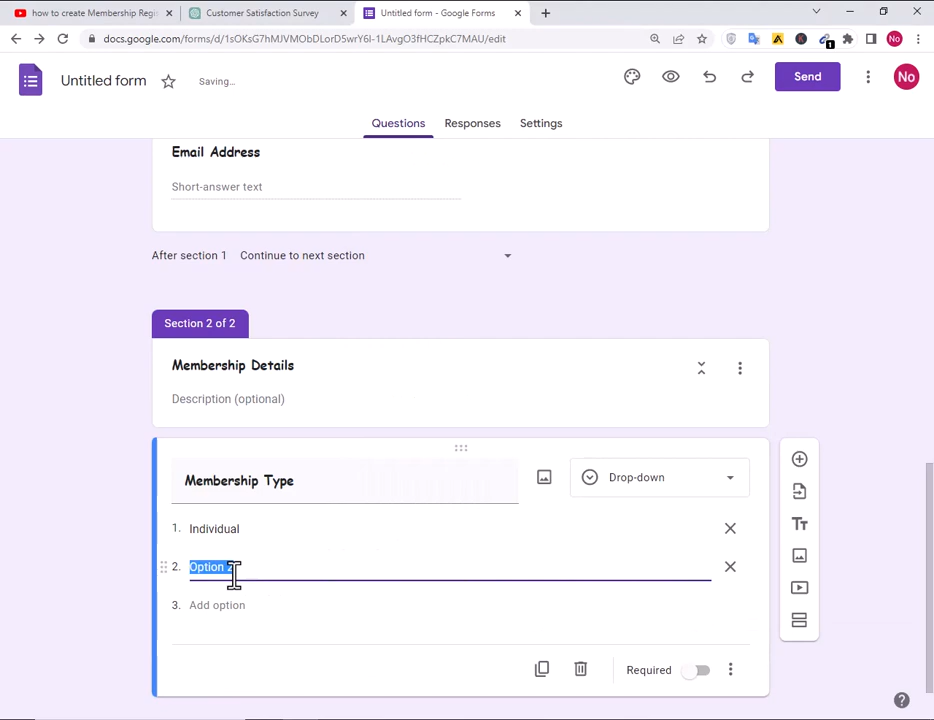 how to create Membership Regi
Customer Satisfaction Survey
Untitled form - Google Forms
docs.google.com/forms/d/1sOKsG7hMJVMObDLorD5wrY6I-1LAvgO3fHCZpkC7MAU/edit
No
1
Untitled form
Saving...
Send
No
Questions
Responses
Settings
Email Address
Short-answer text
After section 1
Continue to next section
Section 2 of 2
Membership Details
Description (optional)
Membership Type
Drop-down
1. Individual
2. Option 2
3. Add option
Required